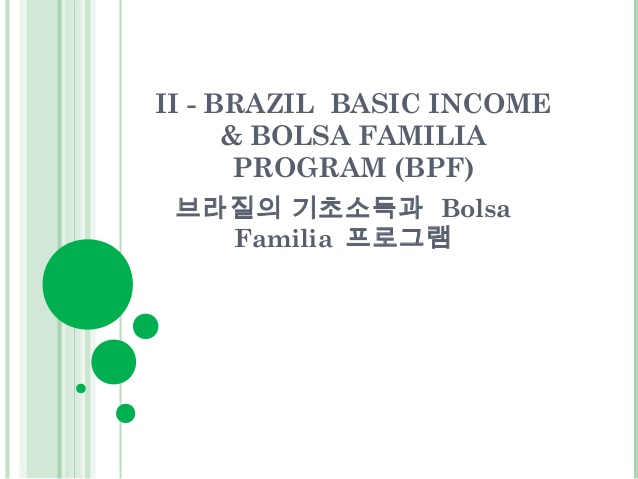 II - BRAZIL BASIC INCOME
& BOLSA FAMILIA
PROGRAM (BPF)
브라질의 기초소득과 Bolsa
Familia 프로그램